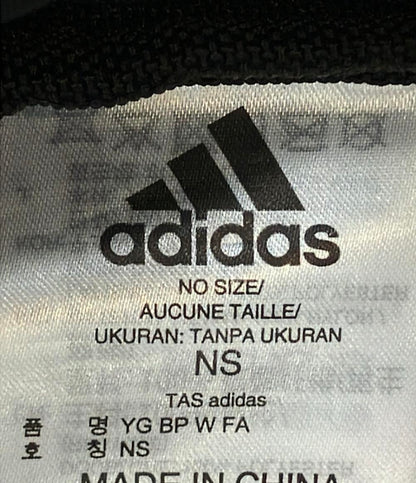 adidas
NO SIZE/
AUCUNE TAILLE/
UKURAN: TANPA UKURAN
NS
TAS adidas
품 명 YG BP W FA
호 칭 NS
MADE IN CHINA